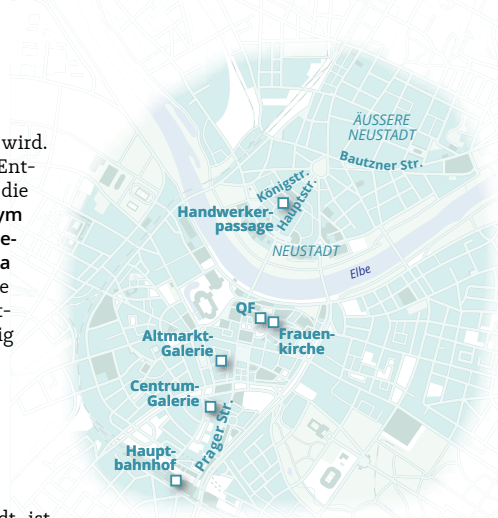 wird.
Ent-
die
ym
e-
a
e
t-
ig
ÄUSSERE
NEUSTADT
Bautzner Str.
Königstr.
Hauptstr.
Handwerker-
passage
NEUSTADT
Elbe
QF
Frauen-
kirche
Altmarkt-
Galerie
Centrum-
Galerie
Prager Str.
Haupt-
bahnhof